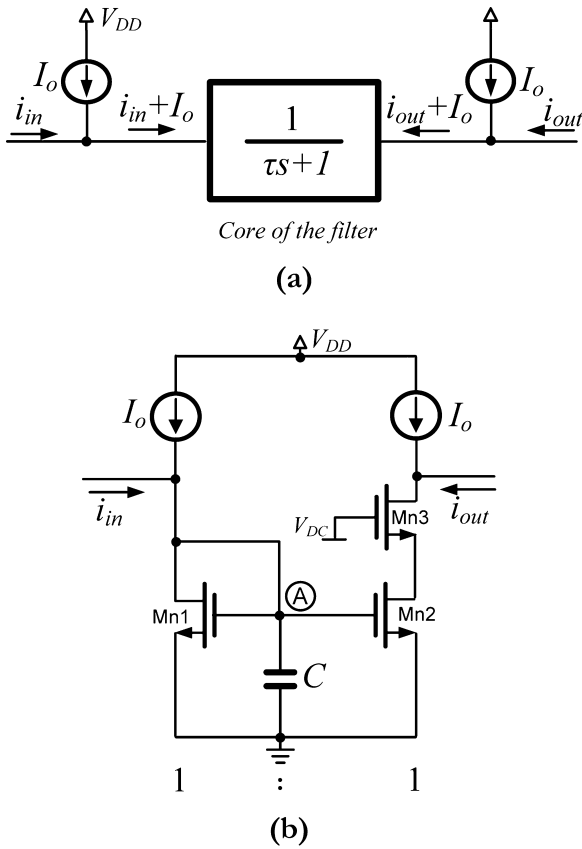 V_DD
I_o I_o
i_in i_in+I_o 1 i_out+I_o i_out
τs+1
Core of the filter
(a)
V_DD
I_o I_o
i_in V_DC Mn3 i_out
Mn1 A Mn2
C
1 : 1
(b)